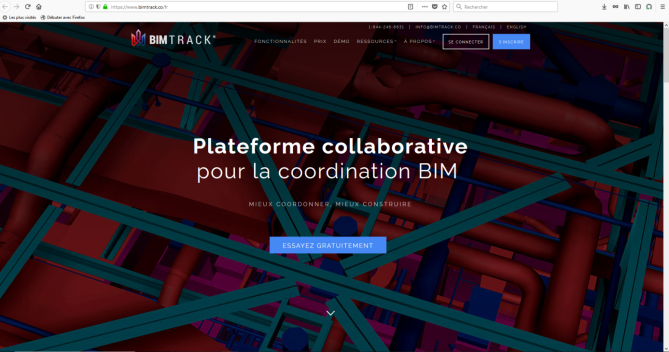 https://www.bimtrack.co/fr
Rechercher
Les plus visités
Débuter avec Firefox
1-844-246-8631 | INFO@BIMTRACK.CO | FRANÇAIS | ENGLISH
BIMTRACK
FONCTIONNALITÉS PRIX DÉMO RESSOURCES À PROPOS SE CONNECTER S'INSCRIRE
Plateforme collaborative
pour la coordination BIM
MIEUX COORDONNER, MIEUX CONSTRUIRE
ESSAYEZ GRATUITEMENT